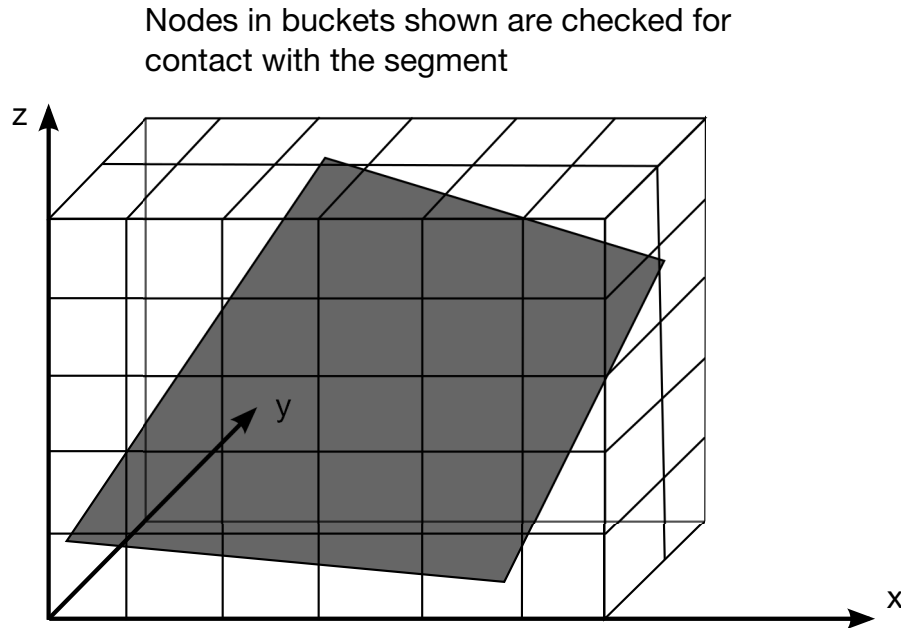 Nodes in buckets shown are checked for
contact with the segment
z
y
x